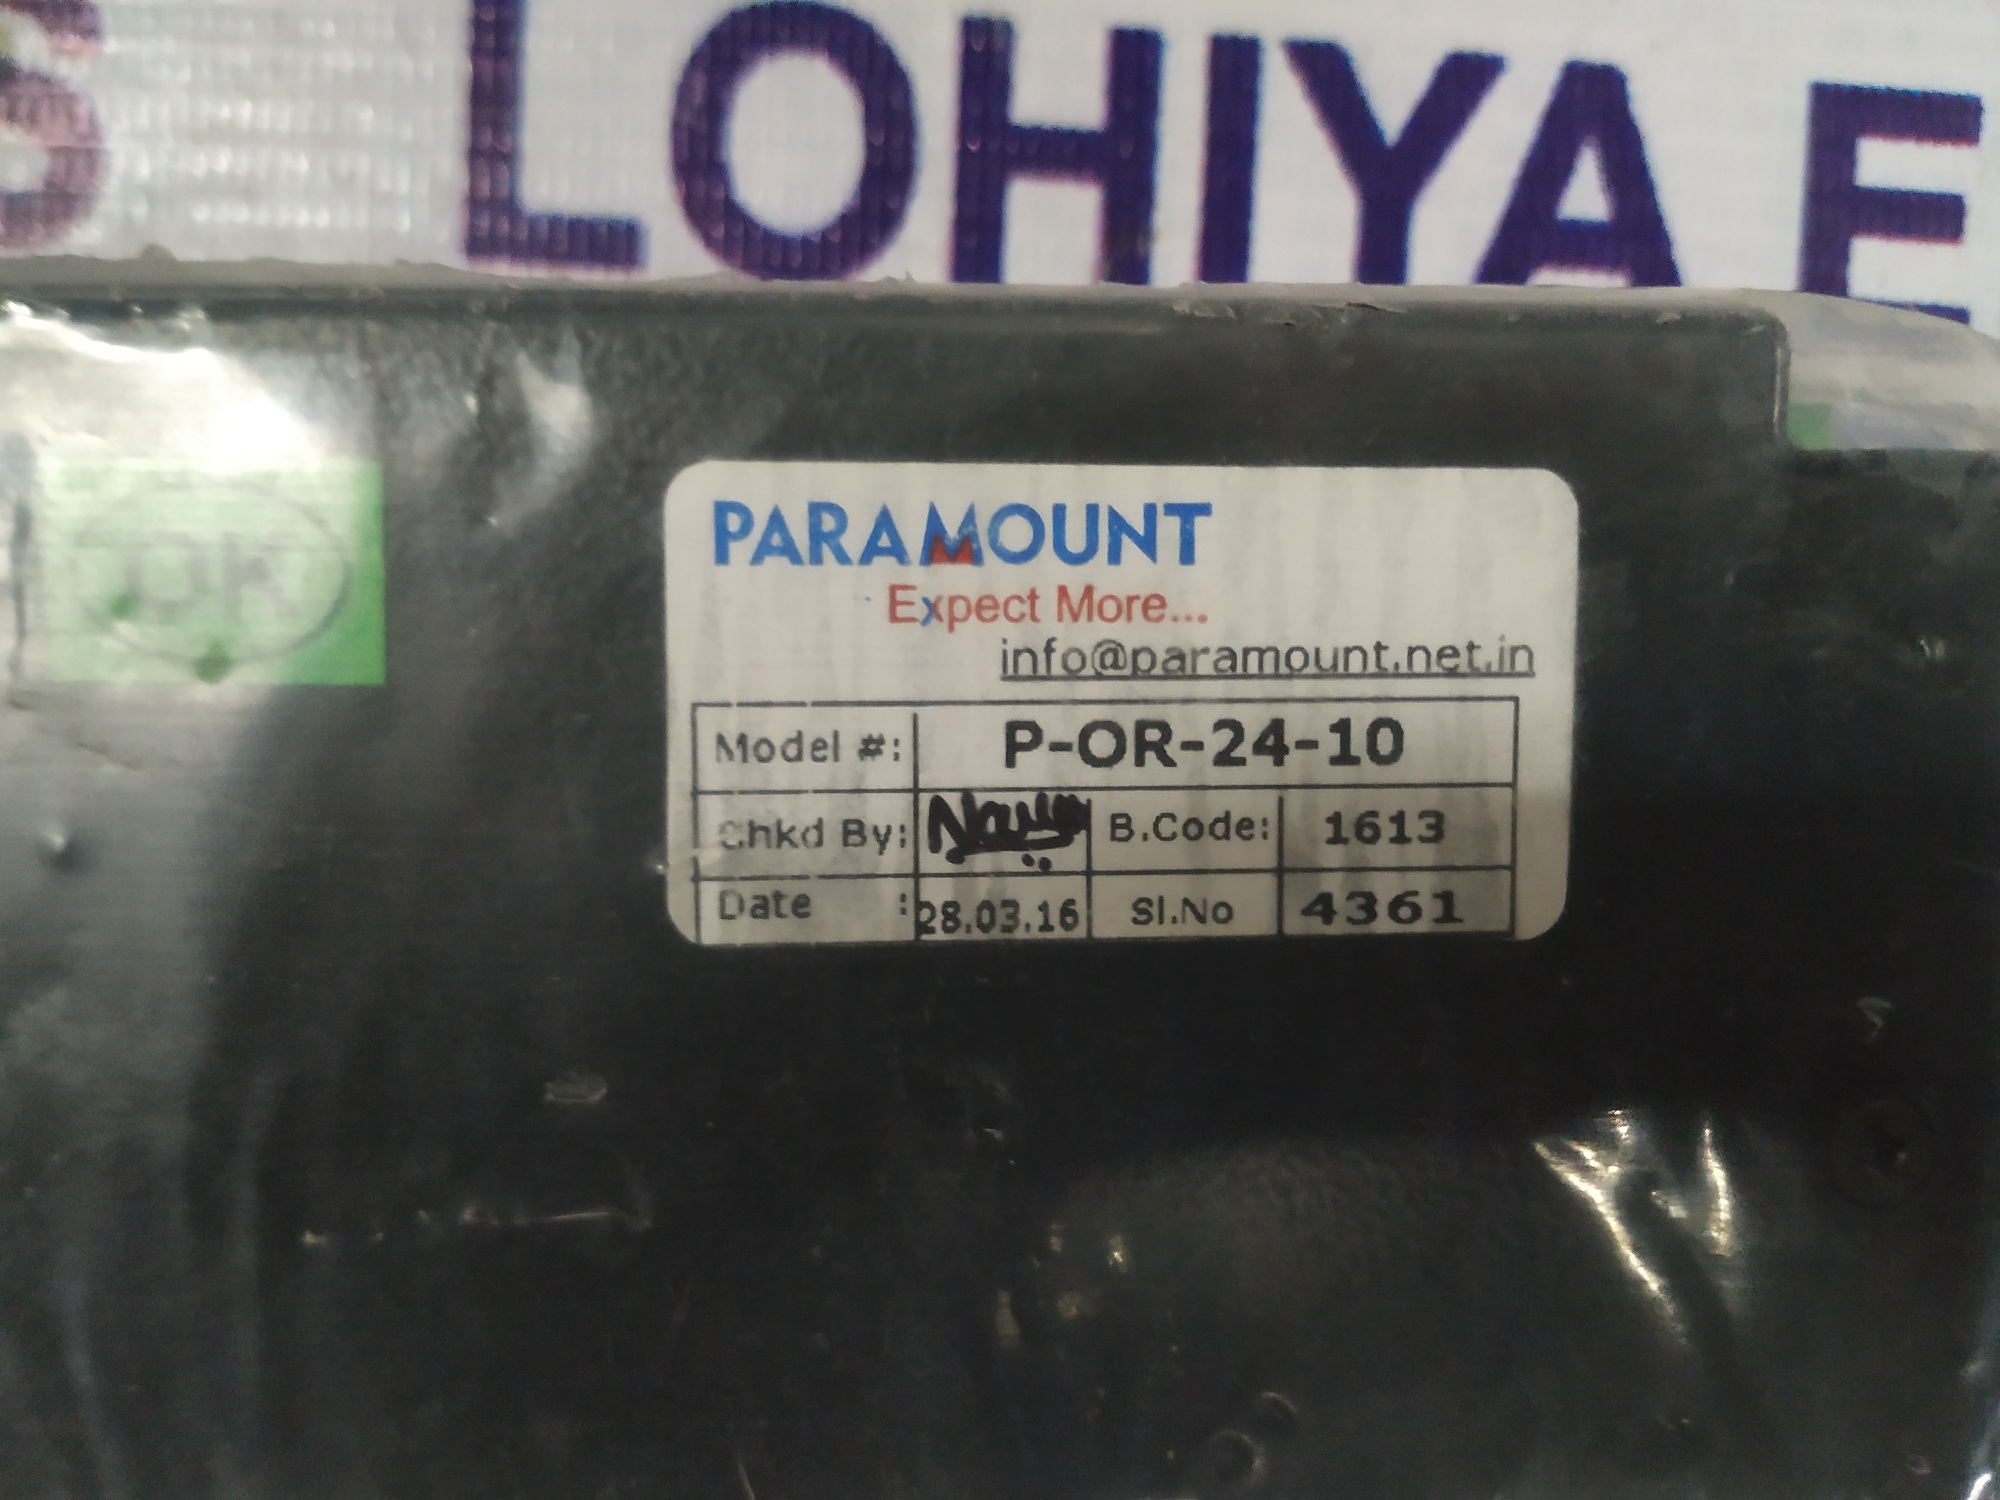 S LOHIYA E
OK
PARAMOUNT
Expect More...
info@paramount.net.in
Model #: P-OR-24-10
Chkd By: B.Code: 1613
Date : 28.03.16 Sl.No 4361